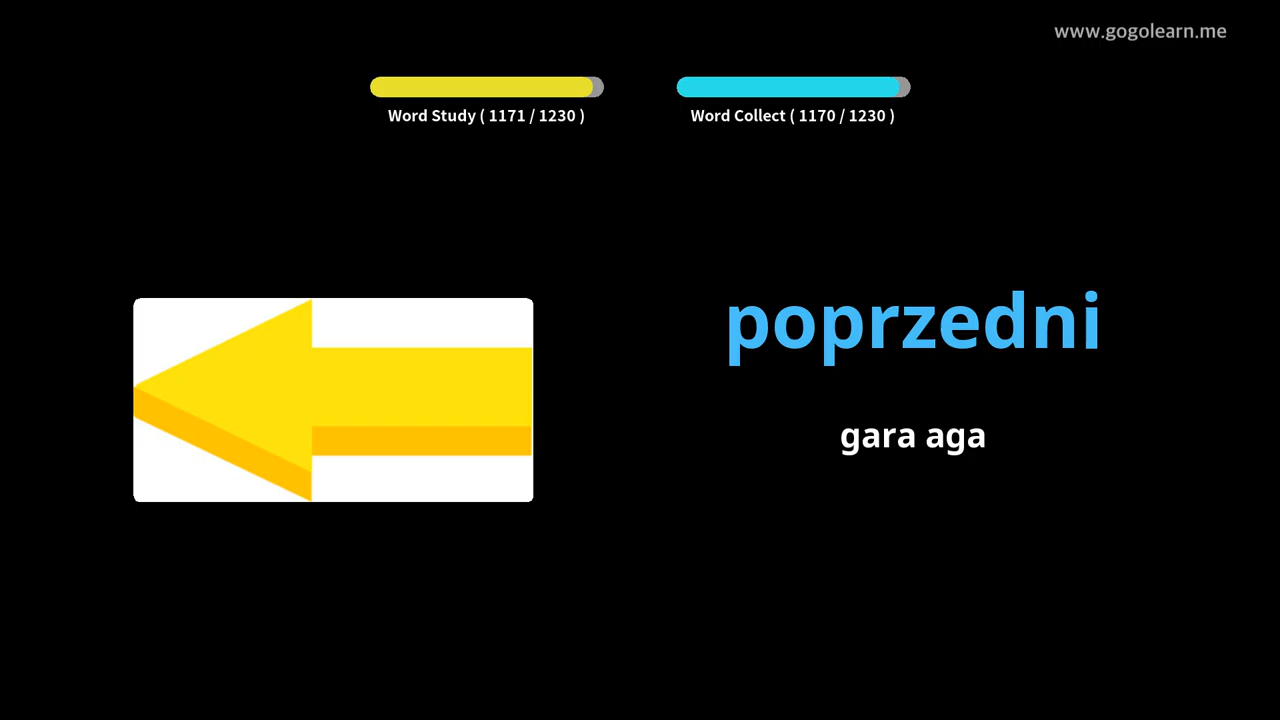 www.gogolearn.me
Word Study ( 1171 / 1230 )
Word Collect ( 1170 / 1230 )
poprzedni
gara aga